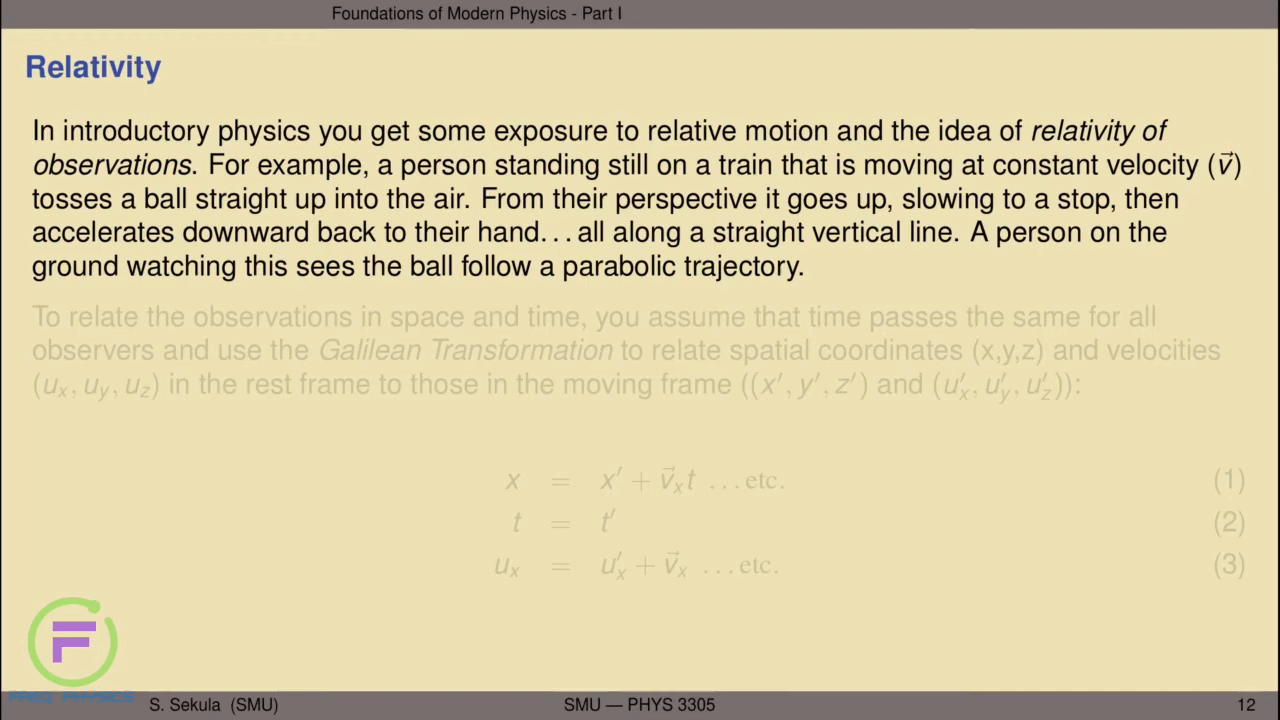 Foundations of Modern Physics - Part I
Relativity
In introductory physics you get some exposure to relative motion and the idea of relativity of
observations. For example, a person standing still on a train that is moving at constant velocity (v⃗)
tosses a ball straight up into the air. From their perspective it goes up, slowing to a stop, then
accelerates downward back to their hand. . . all along a straight vertical line. A person on the
ground watching this sees the ball follow a parabolic trajectory.
To relate the observations in space and time, you assume that time passes the same for all
observers and use the Galilean Transformation to relate spatial coordinates (x,y,z) and velocities
(uₓ, u_y, u_z) in the rest frame to those in the moving frame ((x′, y′, z′) and (u′ₓ, u′_y, u′_z)):
x = x′ + v⃗ₓt . . . etc. (1)
t = t′ (2)
uₓ = u′ₓ + v⃗ₓ . . . etc. (3)
F
FREE PHYSICS
S. Sekula (SMU) SMU — PHYS 3305 12